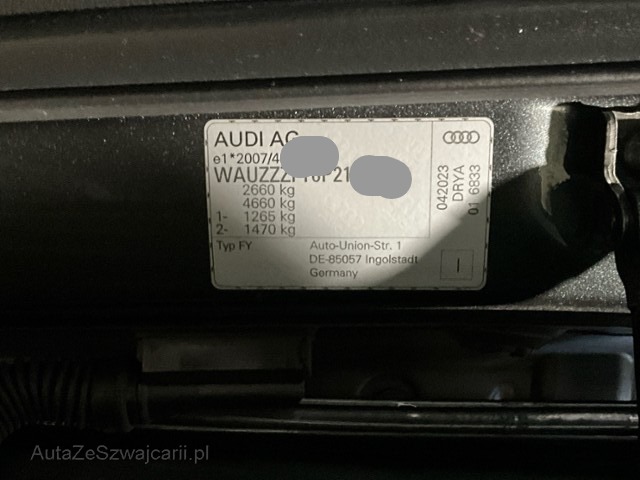 AUDI AG
e1*2007/4
WAUZZZF
2660 kg
4660 kg
1- 1265 kg
2- 1470 kg
Typ FY
Auto-Union-Str. 1
DE-85057 Ingolstadt
Germany
042023
DRYA
01 6833
I
AutaZeSzwajcarii.pl